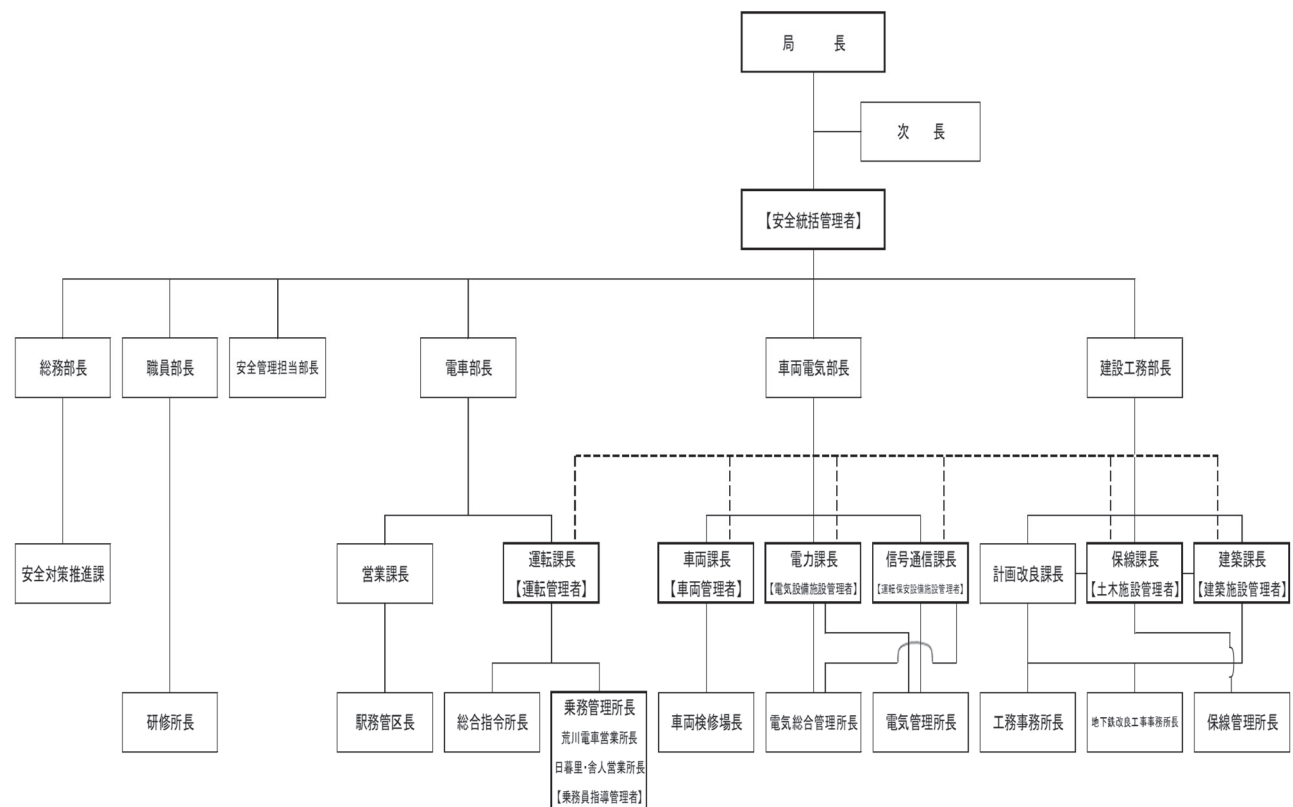 局　　長
次　長
【安全統括管理者】
総務部長
職員部長
安全管理担当部長
電車部長
車両電気部長
建設工務部長
安全対策推進課
営業課長
運転課長
【運転管理者】
車両課長
【車両管理者】
電力課長
【電気設備施設管理者】
信号通信課長
【運転保安設備施設管理者】
計画改良課長
保線課長
【土木施設管理者】
建築課長
【建築施設管理者】
研修所長
駅務管区長
総合指令所長
乗務管理所長
荒川電車営業所長
日暮里・舎人営業所長
【乗務員指導管理者】
車両検修場長
電気総合管理所長
電気管理所長
工務事務所長
地下鉄改良工事事務所長
保線管理所長